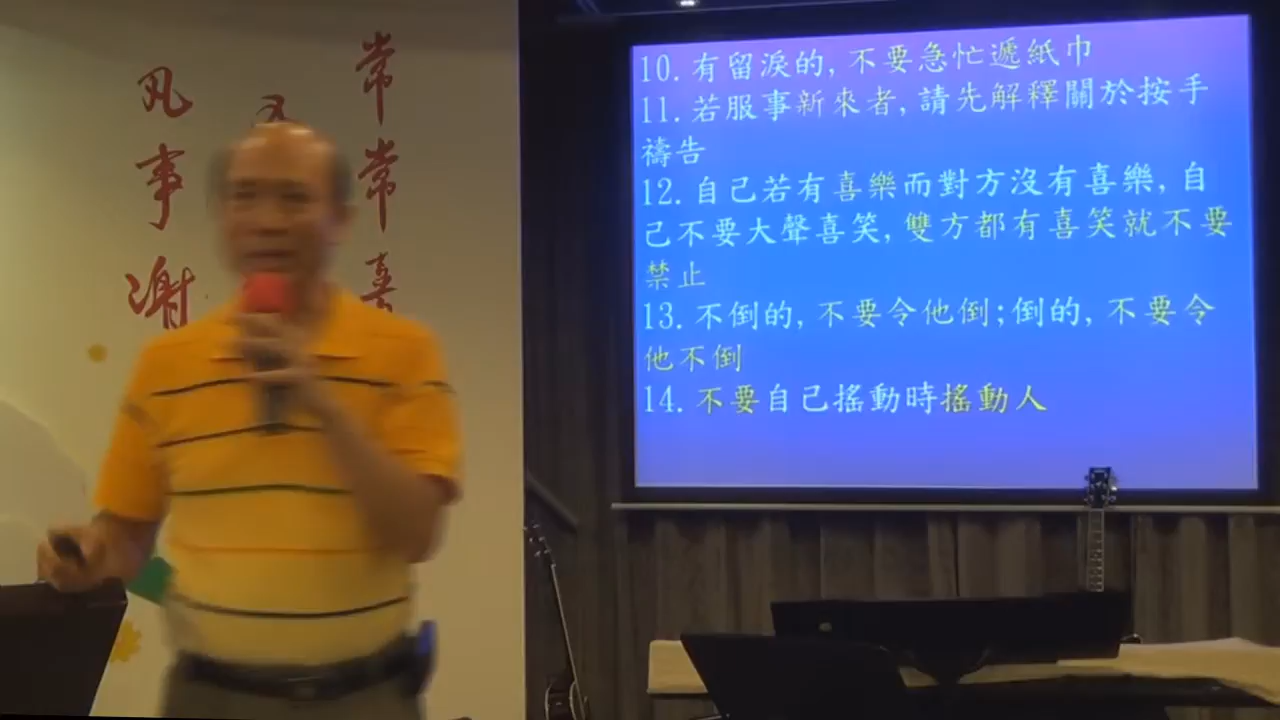 常常喜
凡事谢
10. 有留淚的, 不要急忙遞紙巾
11. 若服事新來者, 請先解釋關於按手
禱告
12. 自己若有喜樂而對方沒有喜樂, 自
己不要大聲喜笑, 雙方都有喜笑就不要
禁止
13. 不倒的, 不要令他倒; 倒的, 不要令
他不倒
14. 不要自己搖動時搖動人